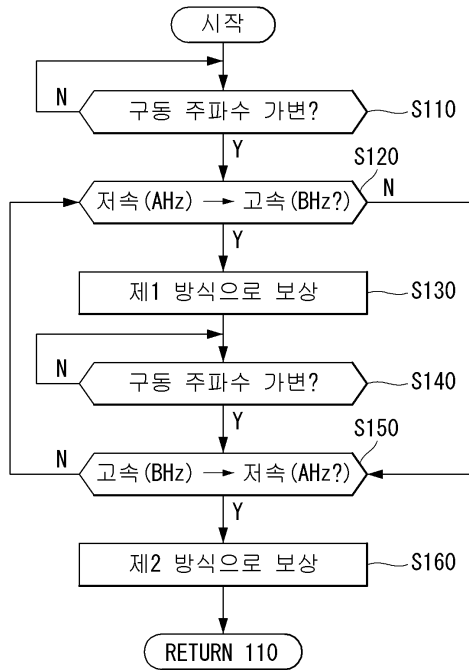 시작
N
구동 주파수 가변?
S110
Y
S120
저속(AHz) → 고속(BHz?)
N
Y
제1 방식으로 보상
S130
N
구동 주파수 가변?
S140
Y
S150
N
고속(BHz) → 저속(AHz?)
Y
제2 방식으로 보상
S160
RETURN 110